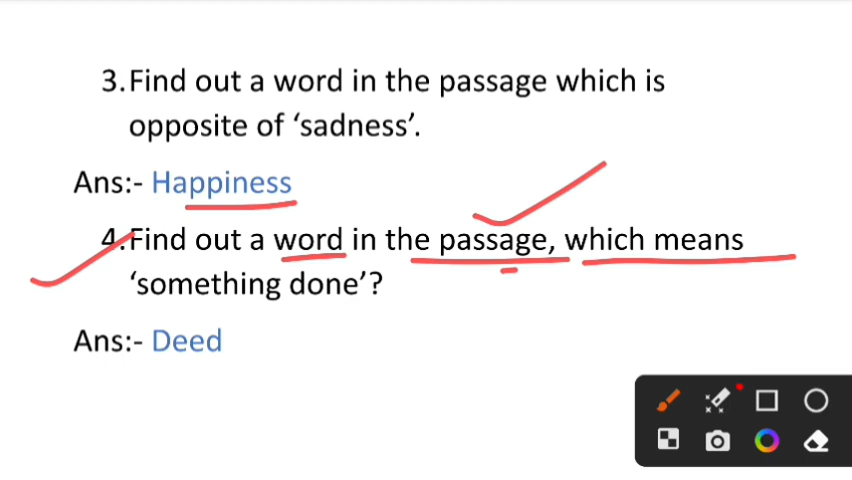 3.Find out a word in the passage which is
opposite of ‘sadness’.
Ans:- Happiness
4.Find out a word in the passage, which means
‘something done’?
Ans:- Deed